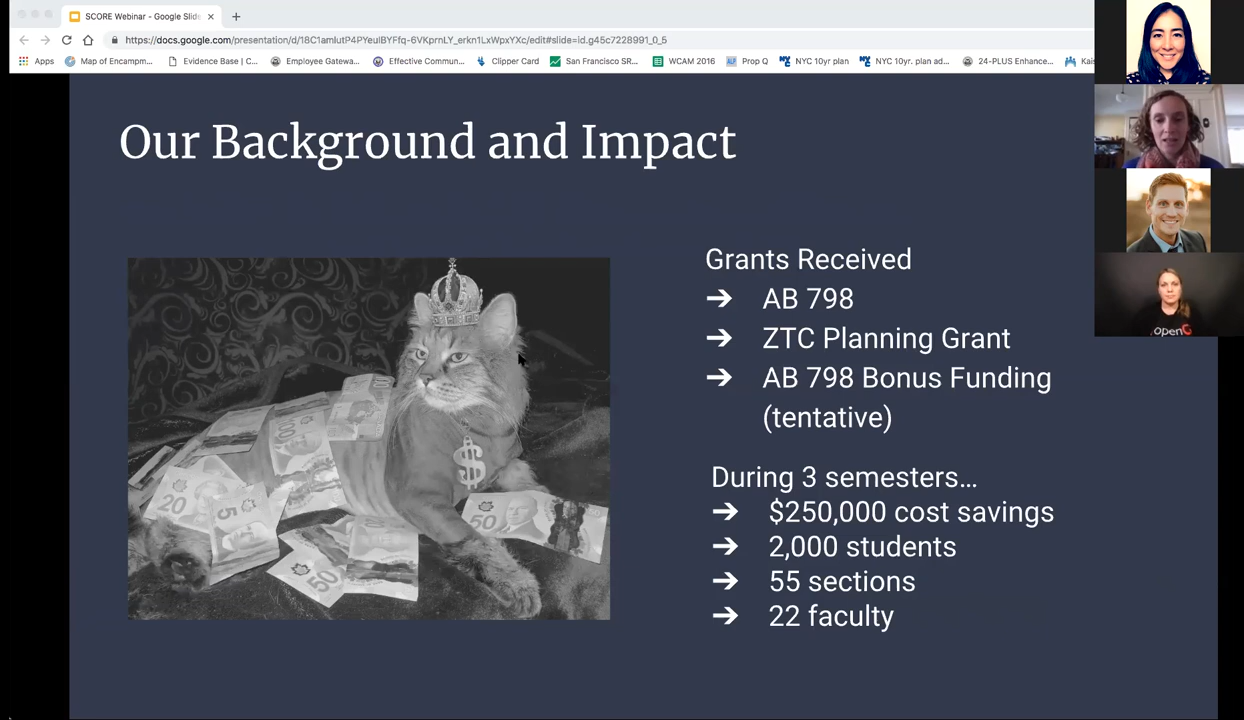 SCORE Webinar - Google Slide
https://docs.google.com/presentation/d/18C1amlutP4PYeulBYFfq-6VKprnLY_erkn1LxWpxYXc/edit#slide=id.g45c7228991_0_5
Apps Map of Encampm... Evidence Base | C... Employee Gatewa... Effective Commun... Clipper Card San Francisco SR... WCAM 2016 Prop Q NYC 10yr plan NYC 10yr. plan ad... 24-PLUS Enhance... Kais
Our Background and Impact
Grants Received
➔ AB 798
➔ ZTC Planning Grant
➔ AB 798 Bonus Funding
(tentative)
During 3 semesters…
➔ $250,000 cost savings
➔ 2,000 students
➔ 55 sections
➔ 22 faculty
100
20
5
50
50
$
openC